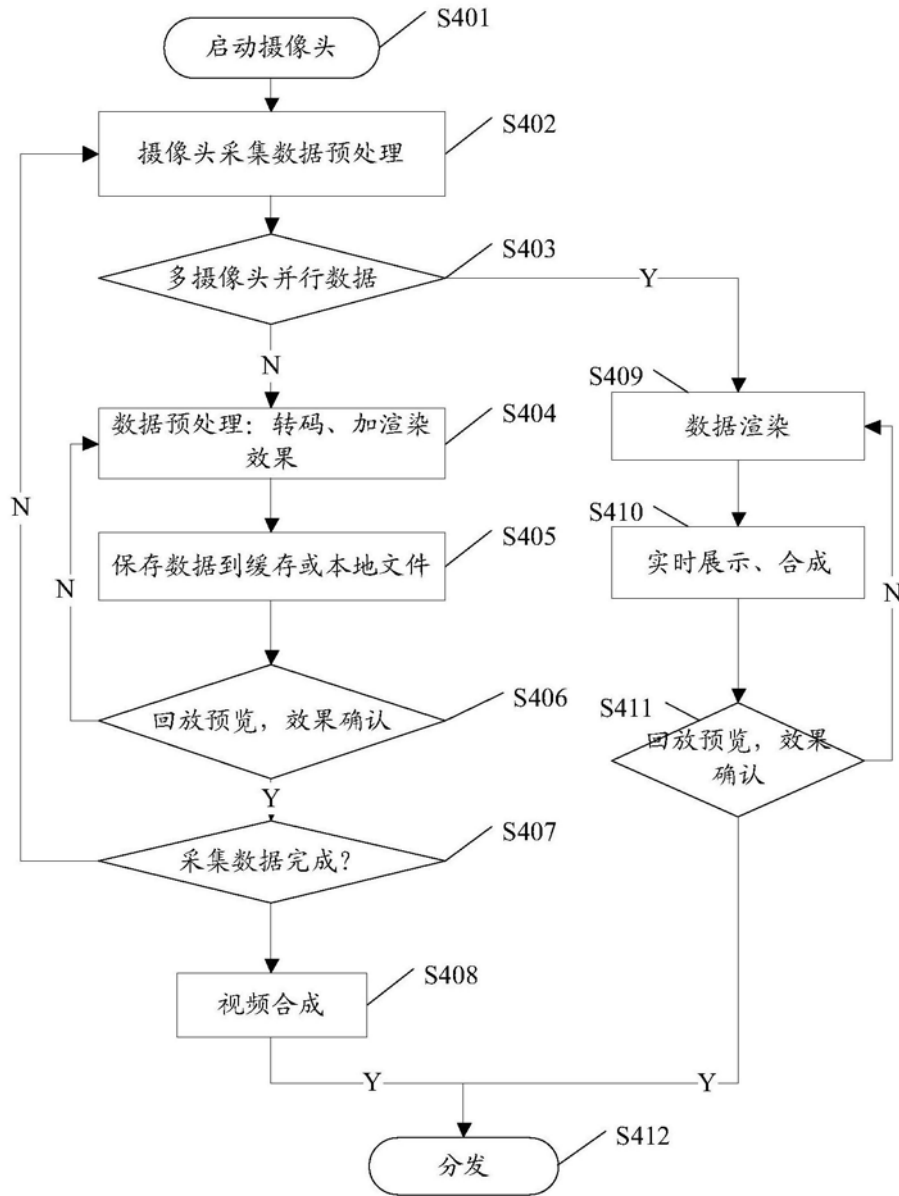 S401
启动摄像头
S402
摄像头采集数据预处理
S403
多摄像头并行数据
Y
N
S409
S404
数据预处理：转码、加渲染
效果
数据渲染
N
S410
S405
保存数据到缓存或本地文件
实时展示、合成
N
N
S406
回放预览，效果确认
S411
回放预览，效果
确认
Y
S407
采集数据完成？
S408
视频合成
Y
Y
S412
分发